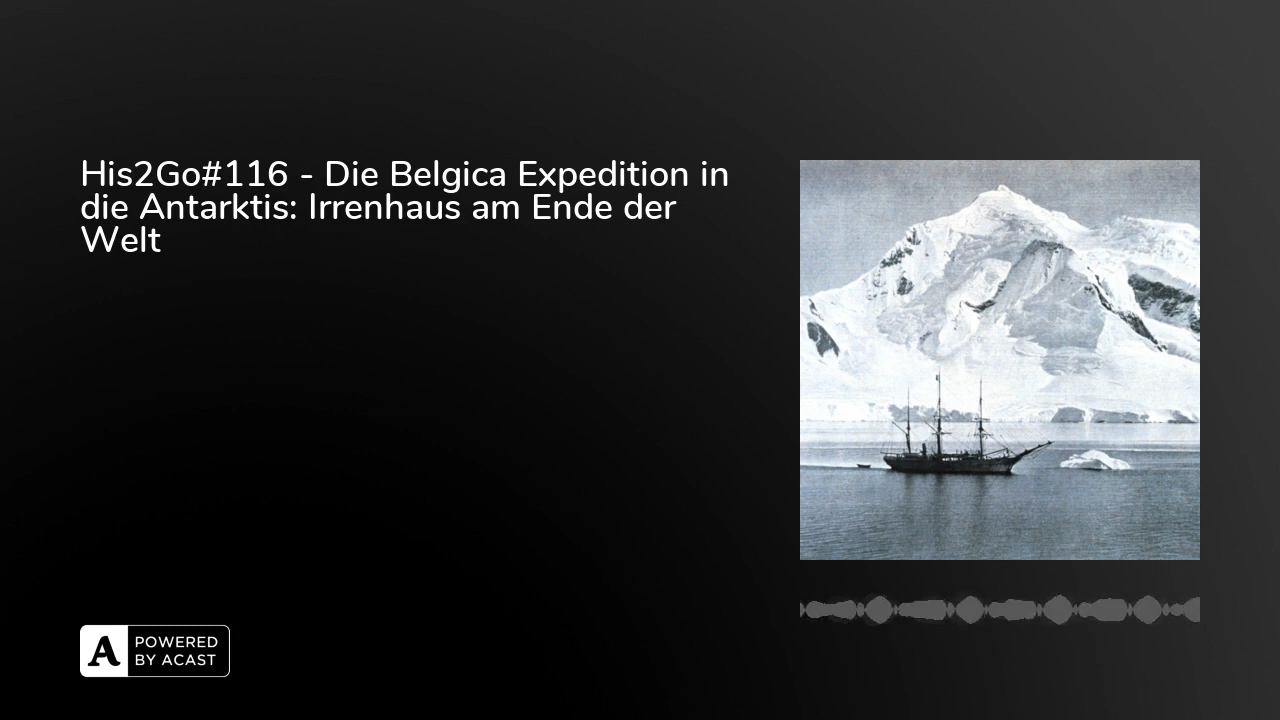 His2Go#116 - Die Belgica Expedition in
die Antarktis: Irrenhaus am Ende der
Welt
A POWERED
BY ACAST